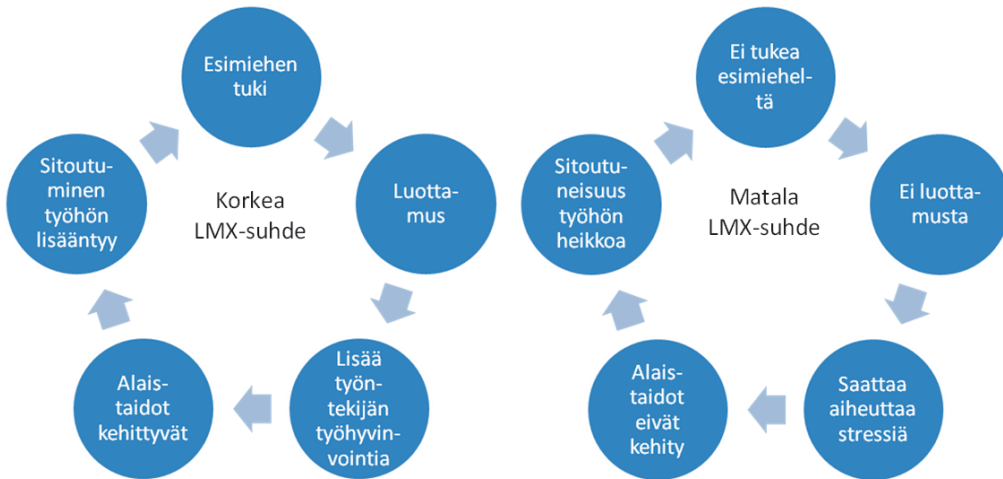 Esimiehen
tuki
Luotta-
mus
Lisää
työn-
tekijän
työhyvin-
vointia
Alais-
taidot
kehittyvät
Sitoutu-
minen
työhön
lisääntyy
Korkea
LMX-suhde
Ei tukea
esimiehel-
tä
Ei luotta-
musta
Saattaa
aiheuttaa
stressiä
Alais-
taidot
eivät
kehity
Sitoutu-
neisuus
työhön
heikkoa
Matala
LMX-suhde